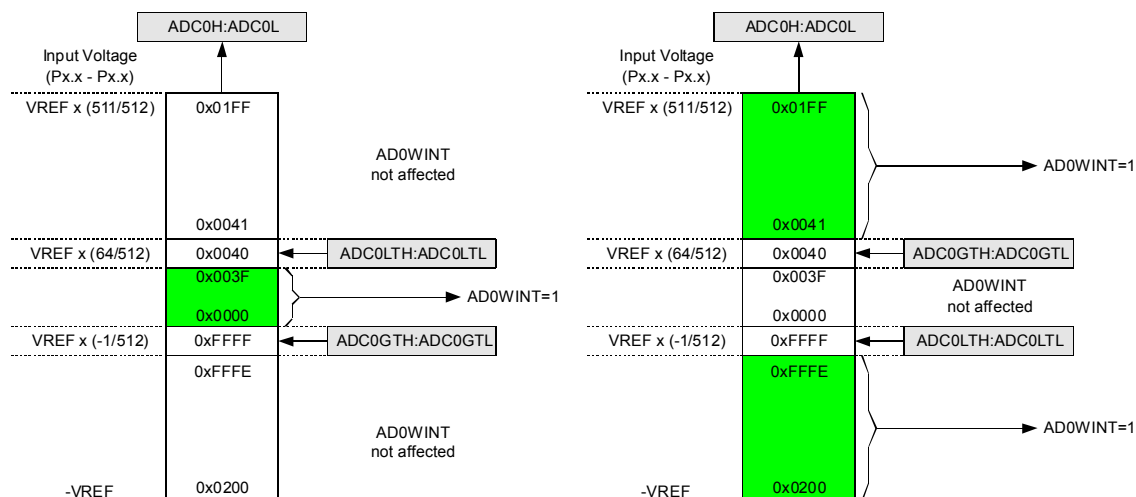 ADC0H:ADC0L
Input Voltage
(Px.x - Px.x)
VREF x (511/512)
0x01FF
AD0WINT
not affected
0x0041
VREF x (64/512)
0x0040
ADC0LTH:ADC0LTL
0x003F
AD0WINT=1
0x0000
VREF x (-1/512)
0xFFFF
ADC0GTH:ADC0GTL
0xFFFE
AD0WINT
not affected
-VREF
0x0200
ADC0H:ADC0L
Input Voltage
(Px.x - Px.x)
VREF x (511/512)
0x01FF
AD0WINT=1
0x0041
VREF x (64/512)
0x0040
ADC0GTH:ADC0GTL
0x003F
AD0WINT
not affected
0x0000
VREF x (-1/512)
0xFFFF
ADC0LTH:ADC0LTL
0xFFFE
AD0WINT=1
-VREF
0x0200